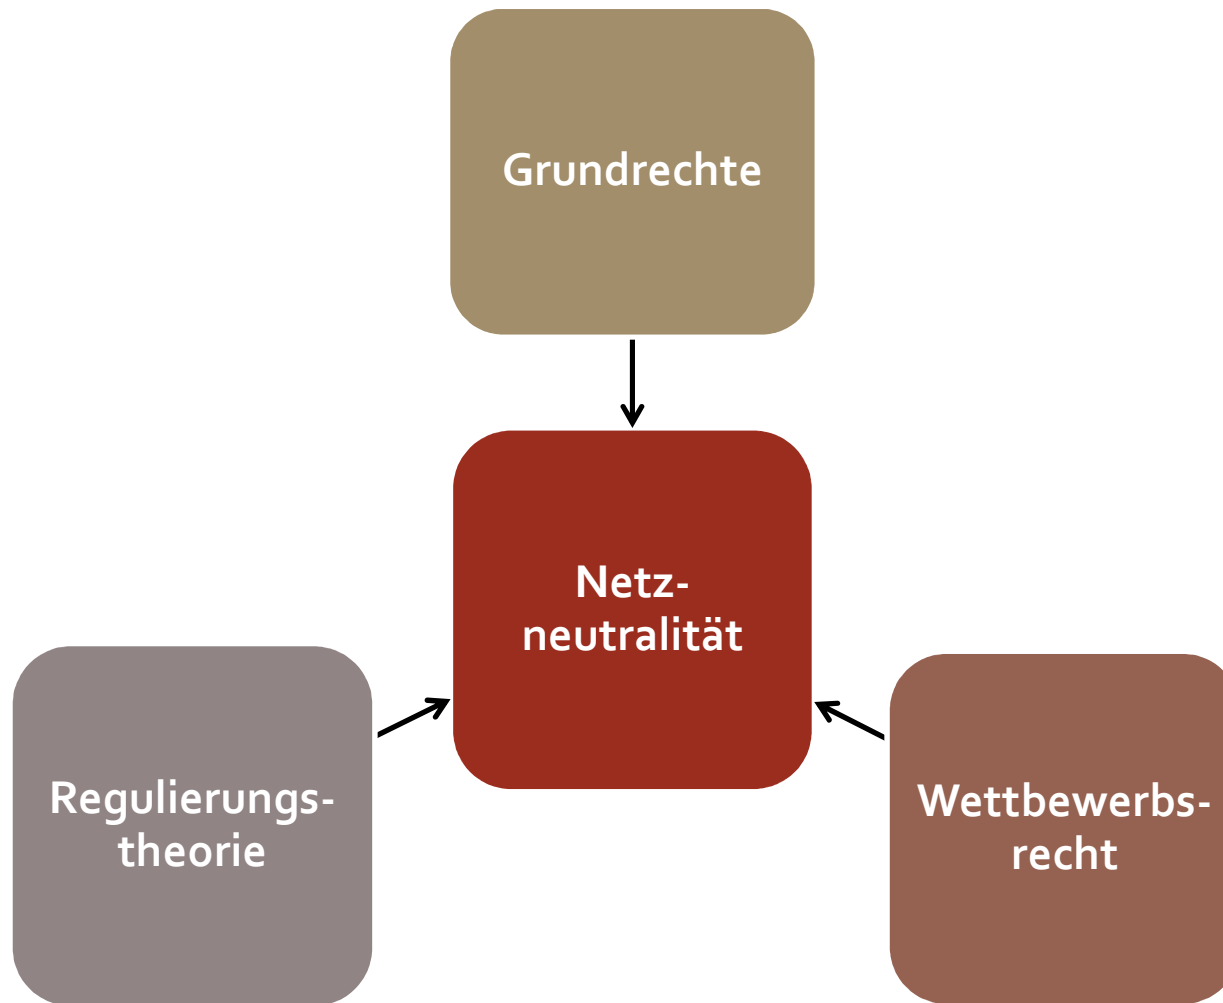 Grundrechte
Netz-
neutralität
Regulierungs-
theorie
Wettbewerbs-
recht